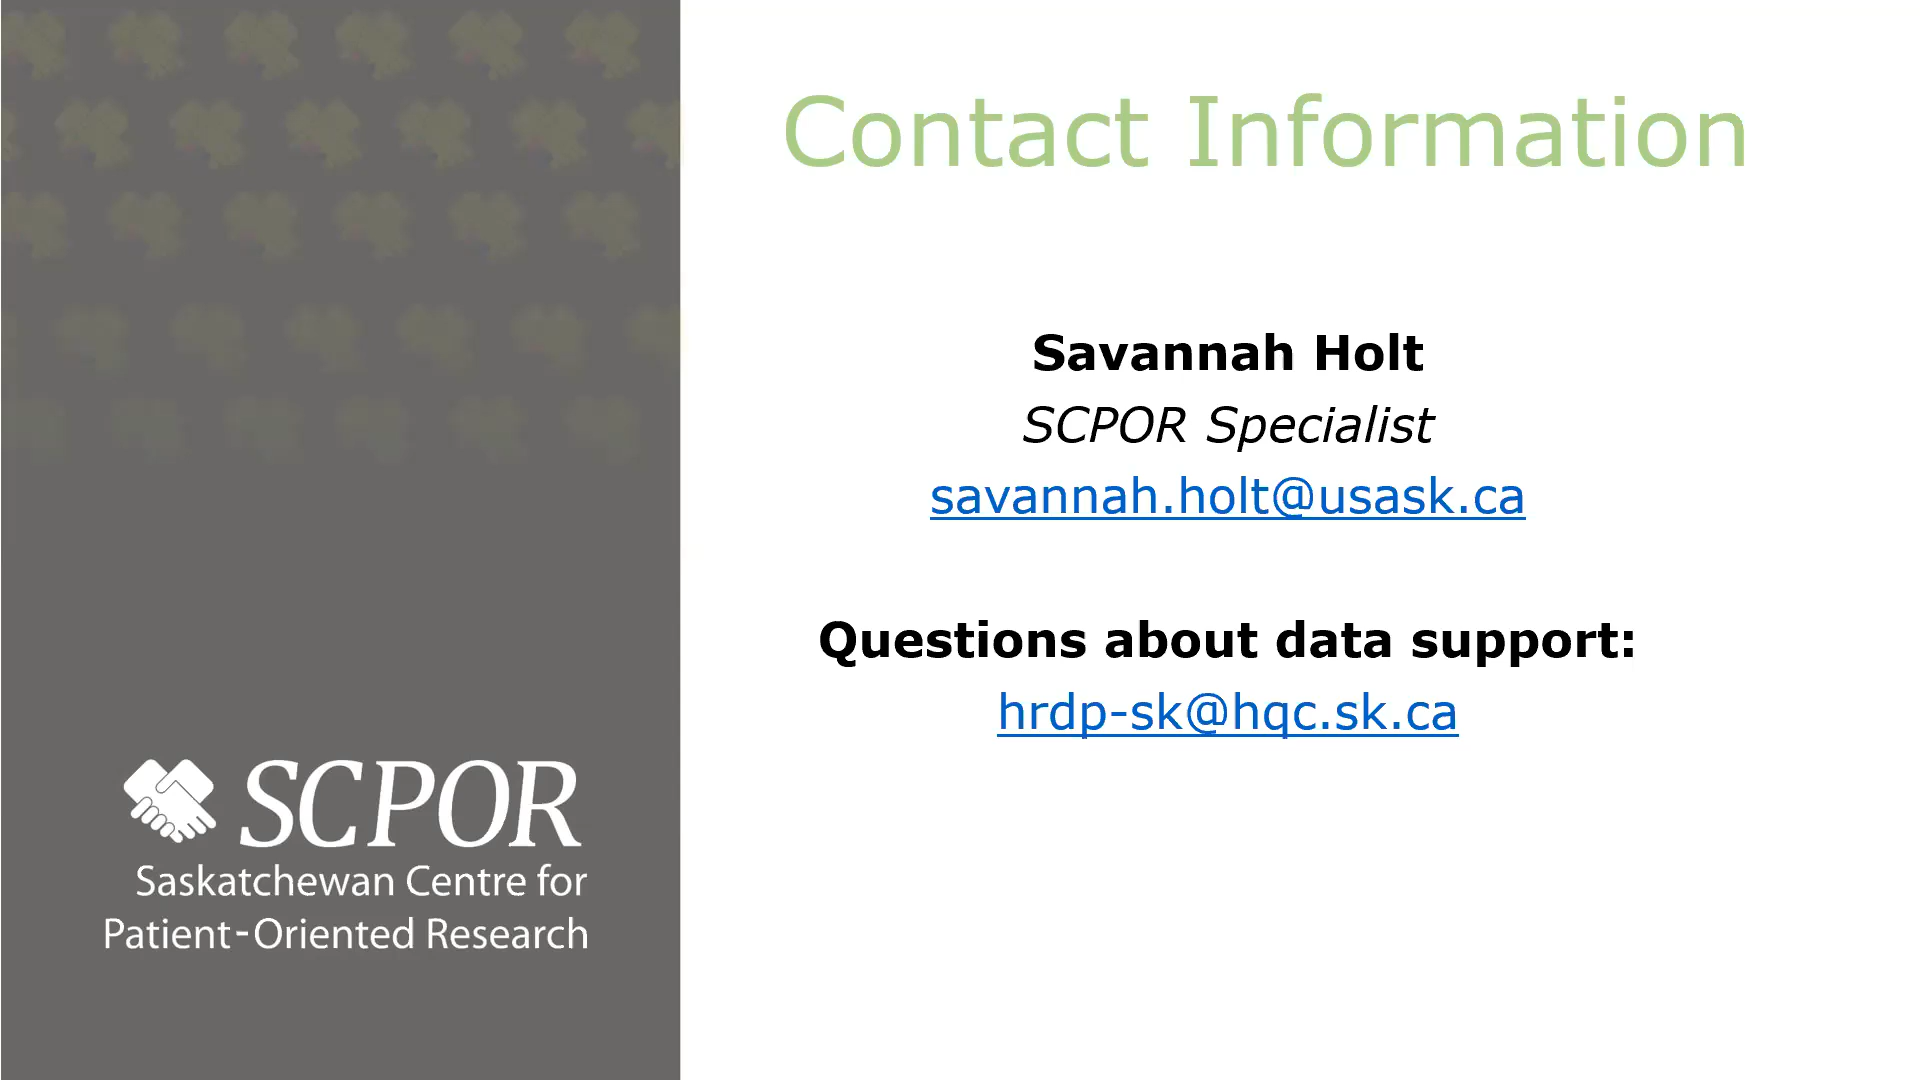 Contact Information
Savannah Holt
SCPOR Specialist
savannah.holt@usask.ca
Questions about data support:
hrdp-sk@hqc.sk.ca
SCPOR
Saskatchewan Centre for
Patient-Oriented Research